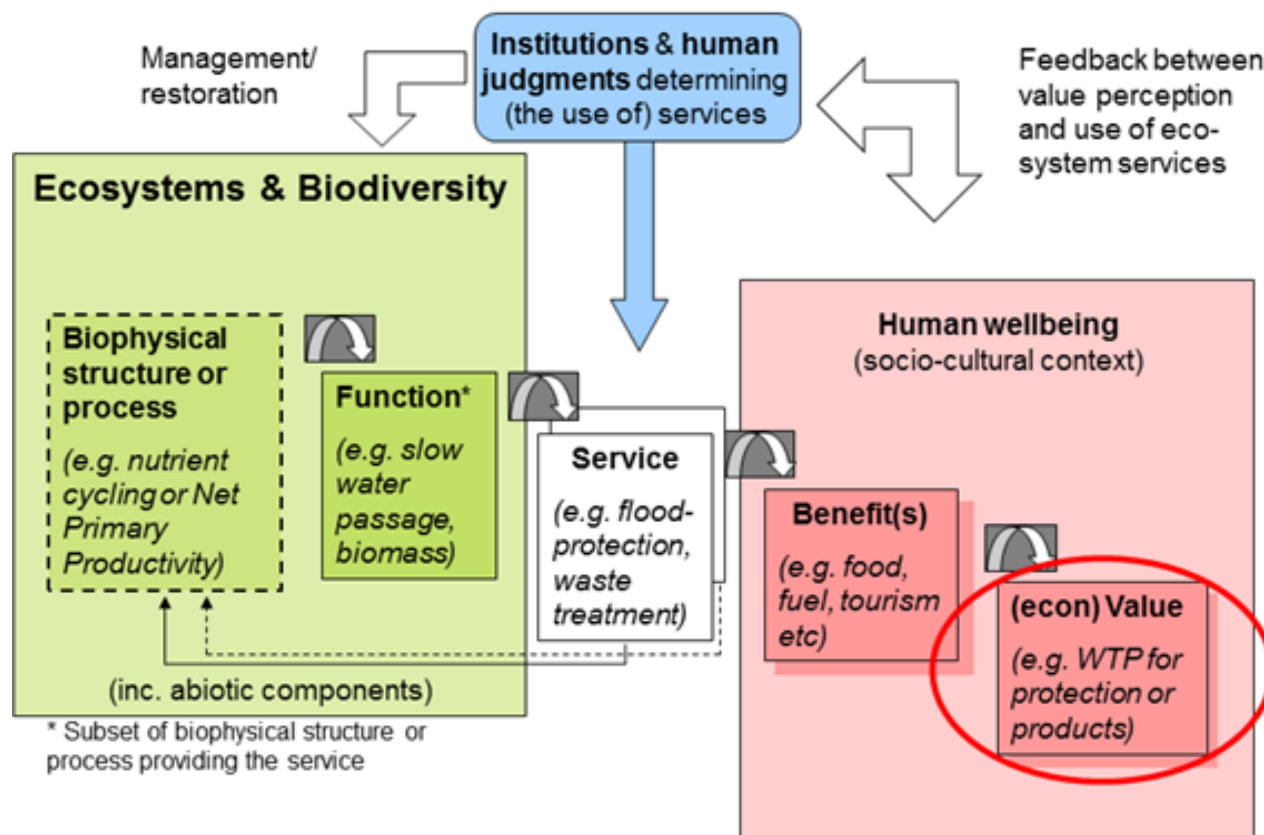 Management/
restoration
Institutions & human
judgments determining
(the use of) services
Feedback between
value perception
and use of eco-
system services
Ecosystems & Biodiversity
Biophysical
structure or
process
(e.g. nutrient
cycling or Net
Primary
Productivity)
Function*
(e.g. slow
water
passage,
biomass)
Service
(e.g. flood-
protection,
waste
treatment)
Human wellbeing
(socio-cultural context)
Benefit(s)
(e.g. food,
fuel, tourism
etc)
(econ) Value
(e.g. WTP for
protection or
products)
(inc. abiotic components)
* Subset of biophysical structure or
process providing the service